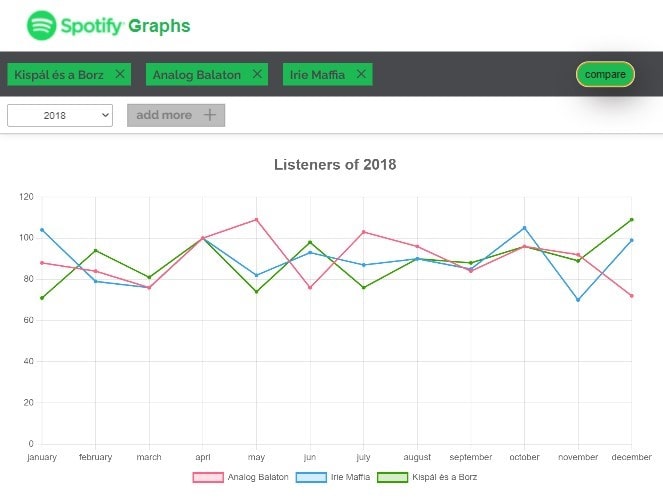 Spotify Graphs
Kispál és a Borz Analog Balaton Irie Maffia compare
2018 add more
Listeners of 2018
120
100
80
60
40
20
0
january february march april may jun july august september october november december
Analog Balaton Irie Maffia Kispál és a Borz